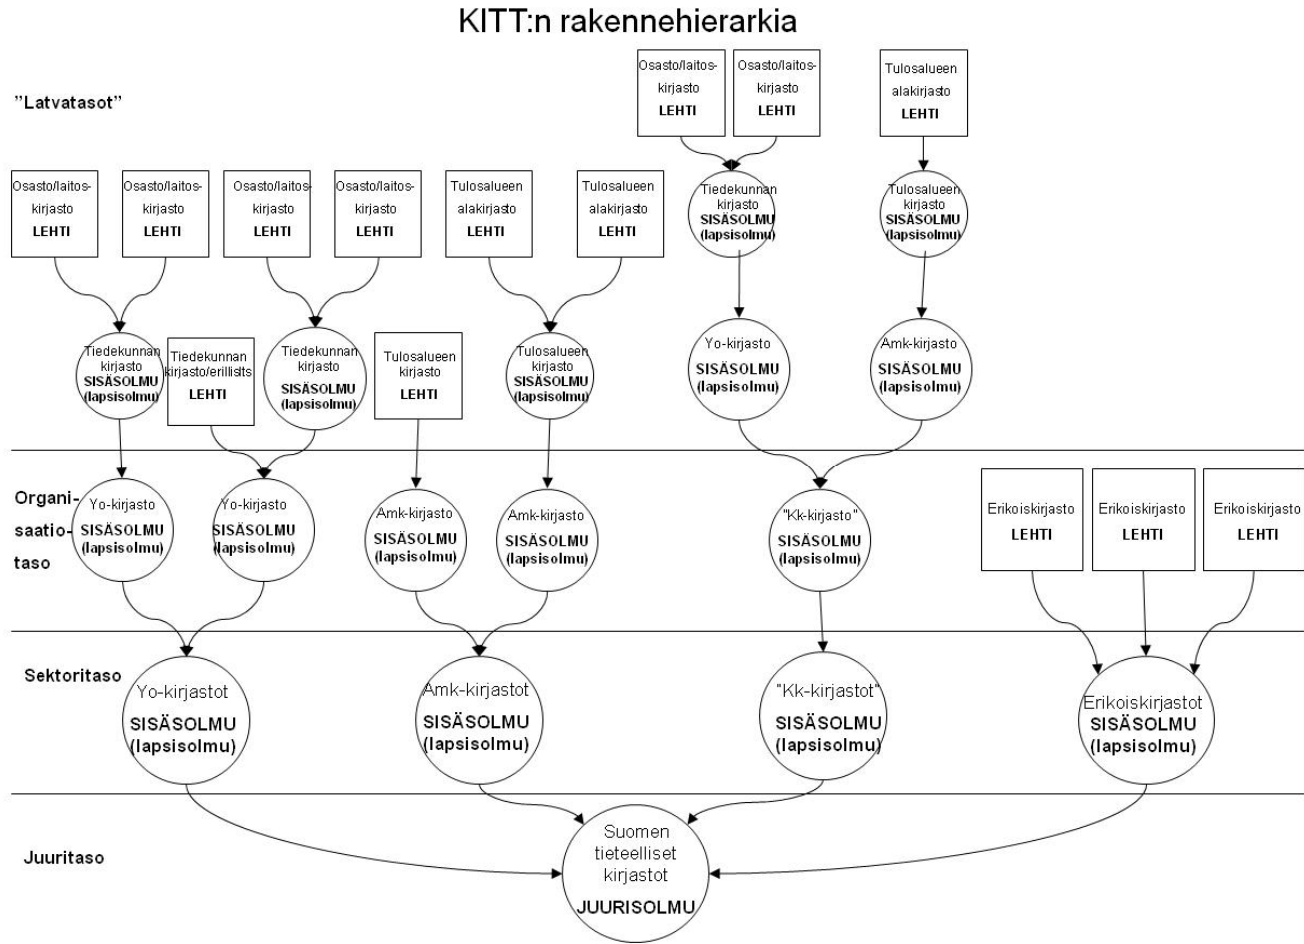 KITT:n rakennehierarkia
"Latvatasot"
Osasto/laitos-
kirjasto
LEHTI
Osasto/laitos-
kirjasto
LEHTI
Tulosalueen
alakirjasto
LEHTI
Osasto/laitos-
kirjasto
LEHTI
Osasto/laitos-
kirjasto
LEHTI
Osasto/laitos-
kirjasto
LEHTI
Osasto/laitos-
kirjasto
LEHTI
Tulosalueen
alakirjasto
LEHTI
Tulosalueen
alakirjasto
LEHTI
Tiedekunnan
kirjasto
SISÄSOLMU
(lapsisolmu)
Tulosalueen
kirjasto
SISÄSOLMU
(lapsisolmu)
Tiedekunnan
kirjasto
SISÄSOLMU
(lapsisolmu)
Tiedekunnan
kirjasto/erillislts
LEHTI
Tiedekunnan
kirjasto
SISÄSOLMU
(lapsisolmu)
Tulosalueen
kirjasto
LEHTI
Tulosalueen
kirjasto
SISÄSOLMU
(lapsisolmu)
Yo-kirjasto
SISÄSOLMU
(lapsisolmu)
Amk-kirjasto
SISÄSOLMU
(lapsisolmu)
Organi-
saatio-
taso
Yo-kirjasto
SISÄSOLMU
(lapsisolmu)
Yo-kirjasto
SISÄSOLMU
(lapsisolmu)
Amk-kirjasto
SISÄSOLMU
(lapsisolmu)
Amk-kirjasto
SISÄSOLMU
(lapsisolmu)
"Kk-kirjasto"
SISÄSOLMU
(lapsisolmu)
Erikoiskirjasto
LEHTI
Erikoiskirjasto
LEHTI
Erikoiskirjasto
LEHTI
Sektoritaso
Yo-kirjastot
SISÄSOLMU
(lapsisolmu)
Amk-kirjastot
SISÄSOLMU
(lapsisolmu)
"Kk-kirjastot"
SISÄSOLMU
(lapsisolmu)
Erikoiskirjastot
SISÄSOLMU
(lapsisolmu)
Juuritaso
Suomen
tieteelliset
kirjastot
JUURISOLMU